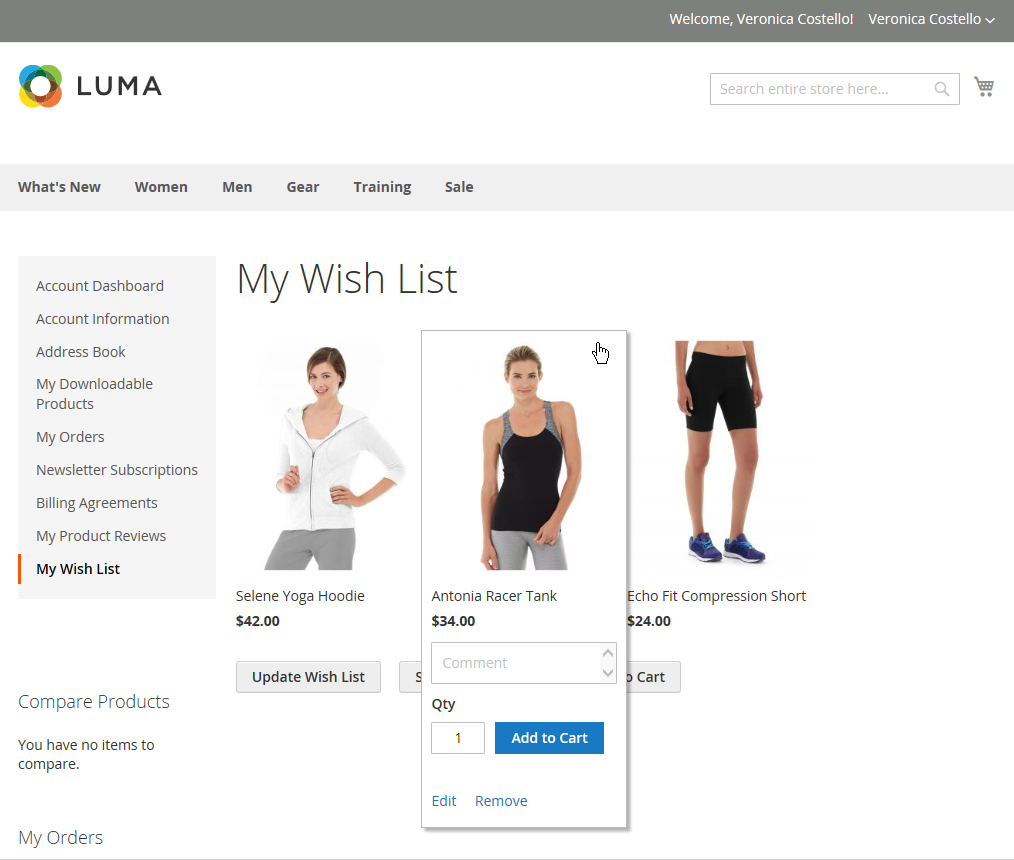 Welcome, Veronica Costello! Veronica Costello
LUMA
Search entire store here...
What's New Women Men Gear Training Sale
Account Dashboard
Account Information
Address Book
My Downloadable
Products
My Orders
Newsletter Subscriptions
Billing Agreements
My Product Reviews
My Wish List
Compare Products
You have no items to
compare.
My Orders
My Wish List
Selene Yoga Hoodie
$42.00
Antonia Racer Tank
$34.00
Comment
Qty
1 Add to Cart
Edit Remove
Echo Fit Compression Short
$24.00
Update Wish List
Cart